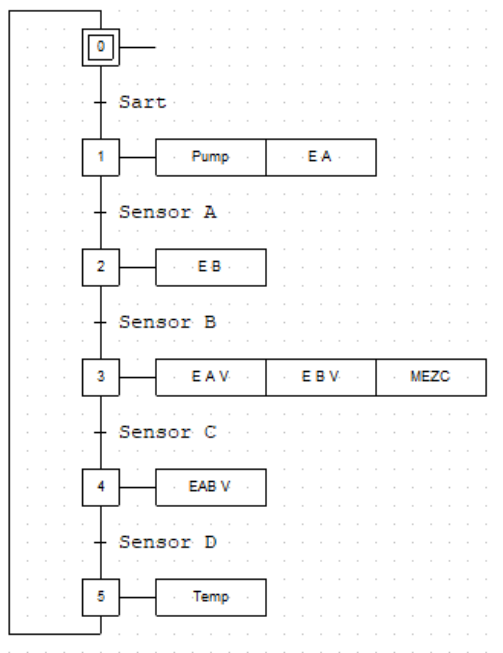 0
Sart
1 Pump E A
Sensor A
2 E B
Sensor B
3 E A V E B V MEZC
Sensor C
4 EAB V
Sensor D
5 Temp